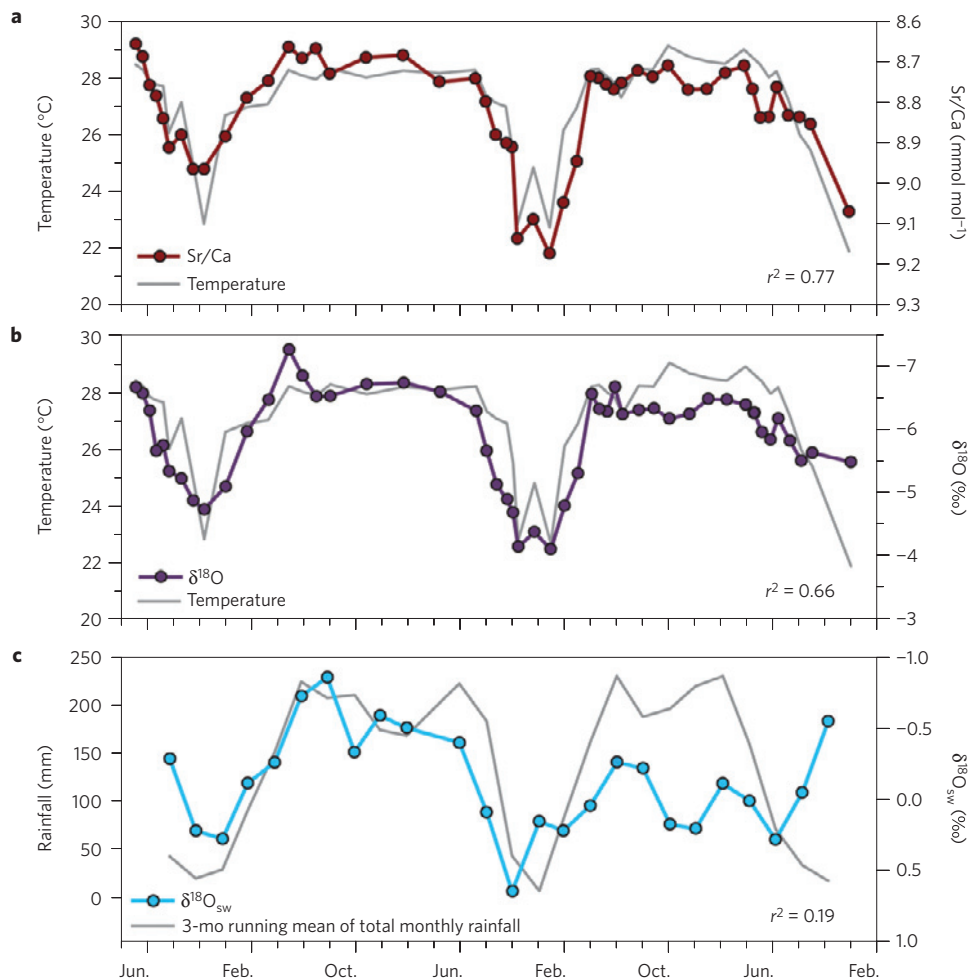 a
30
28
26
24
22
20
Temperature (°C)
8.6
8.7
8.8
8.9
9.0
9.1
9.2
9.3
Sr/Ca (mmol mol⁻¹)
Sr/Ca
Temperature
r² = 0.77
b
30
28
26
24
22
20
Temperature (°C)
−7
−6
−5
−4
−3
δ¹⁸O (‰)
δ¹⁸O
Temperature
r² = 0.66
c
250
200
150
100
50
0
Rainfall (mm)
−1.0
−0.5
0.0
0.5
1.0
δ¹⁸Oₛw (‰)
δ¹⁸Oₛw
3-mo running mean of total monthly rainfall
r² = 0.19
Jun. Feb. Oct. Jun. Feb. Oct. Jun. Feb.